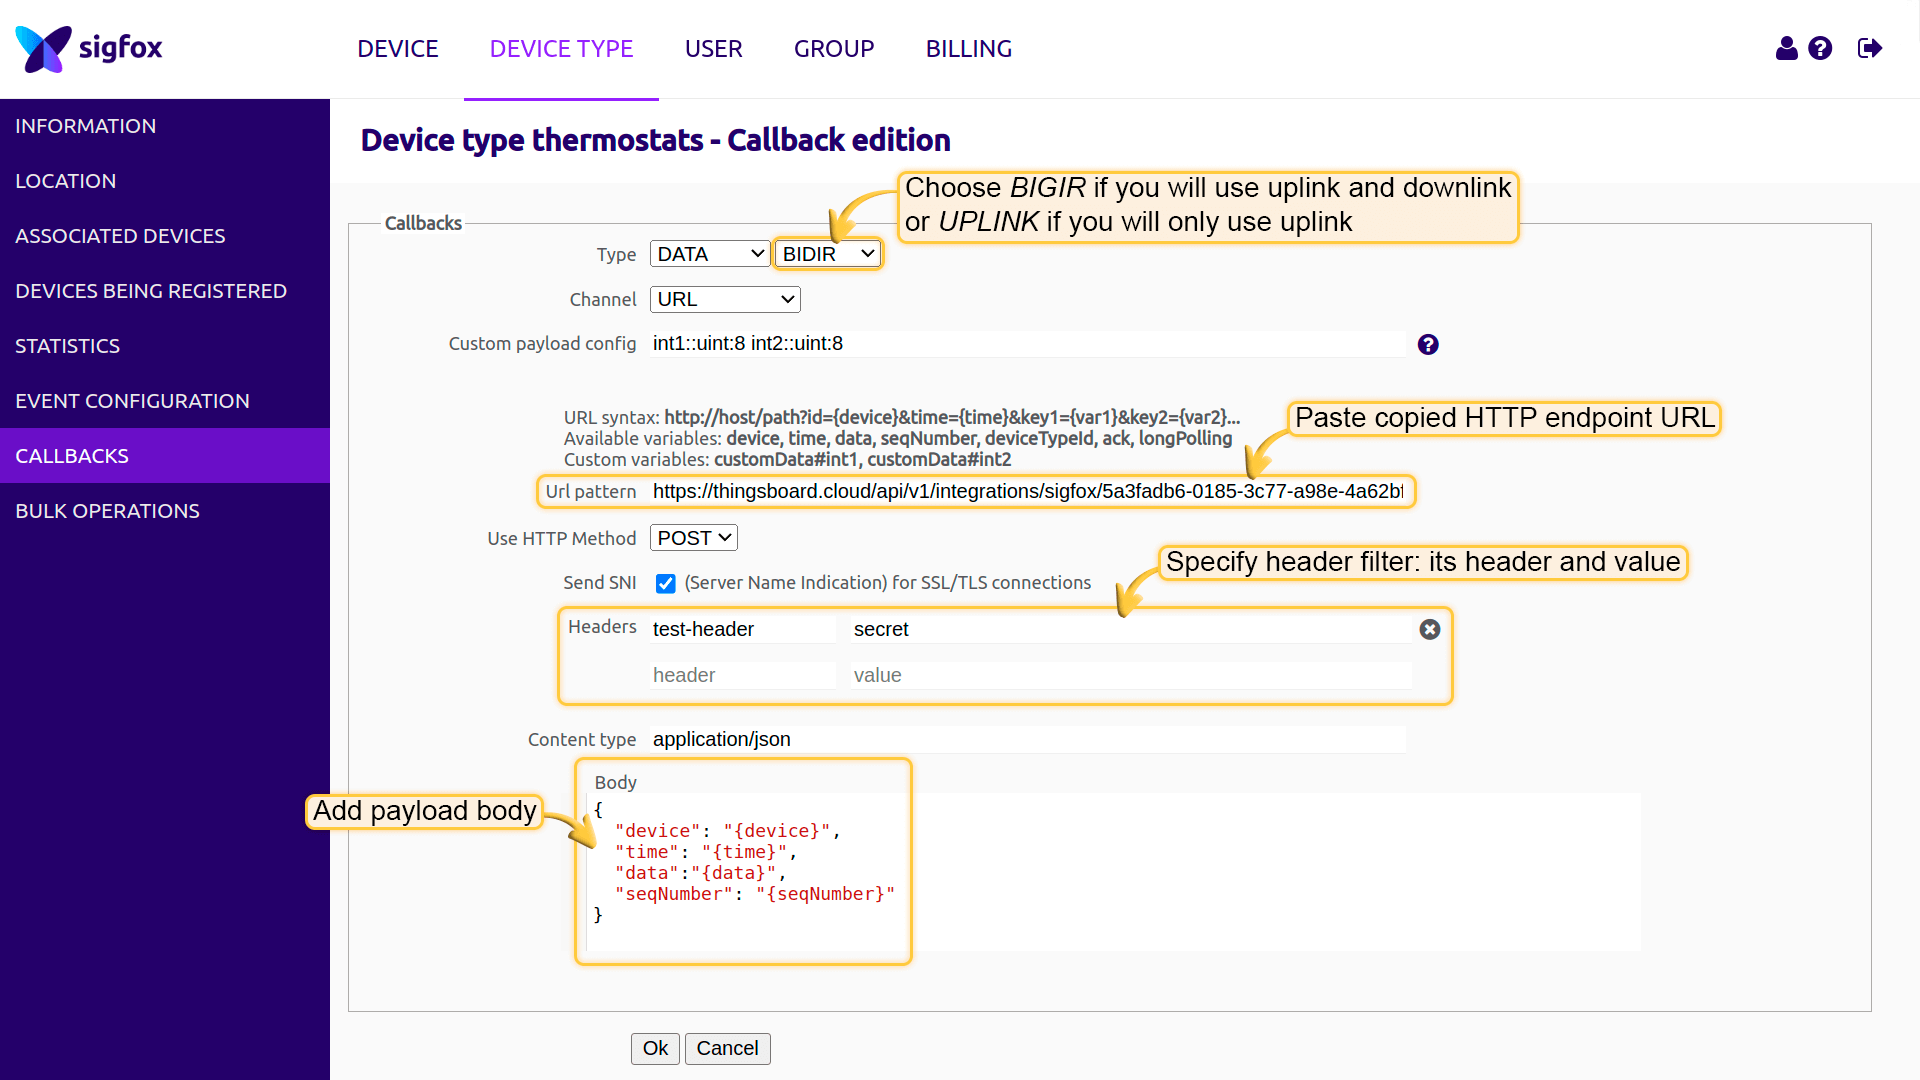 sigfox
DEVICE
DEVICE TYPE
USER
GROUP
BILLING
INFORMATION
LOCATION
ASSOCIATED DEVICES
DEVICES BEING REGISTERED
STATISTICS
EVENT CONFIGURATION
CALLBACKS
BULK OPERATIONS
Device type thermostats - Callback edition
Choose BIGIR if you will use uplink and downlink
or UPLINK if you will only use uplink
Callbacks
Type DATA BIDIR
Channel URL
Custom payload config int1::uint:8 int2::uint:8
URL syntax: http://host/path?id={device}&time={time}&key1={var1}&key2={var2}...
Available variables: device, time, data, seqNumber, deviceTypeId, ack, longPolling
Custom variables: customData#int1, customData#int2
Paste copied HTTP endpoint URL
Url pattern https://thingsboard.cloud/api/v1/integrations/sigfox/5a3fadb6-0185-3c77-a98e-4a62bf
Use HTTP Method POST
Specify header filter: its header and value
Send SNI (Server Name Indication) for SSL/TLS connections
Headers test-header secret
header value
Content type application/json
Add payload body
Body
{
"device": "{device}",
"time": "{time}",
"data":"{data}",
"seqNumber": "{seqNumber}"
}
Ok
Cancel